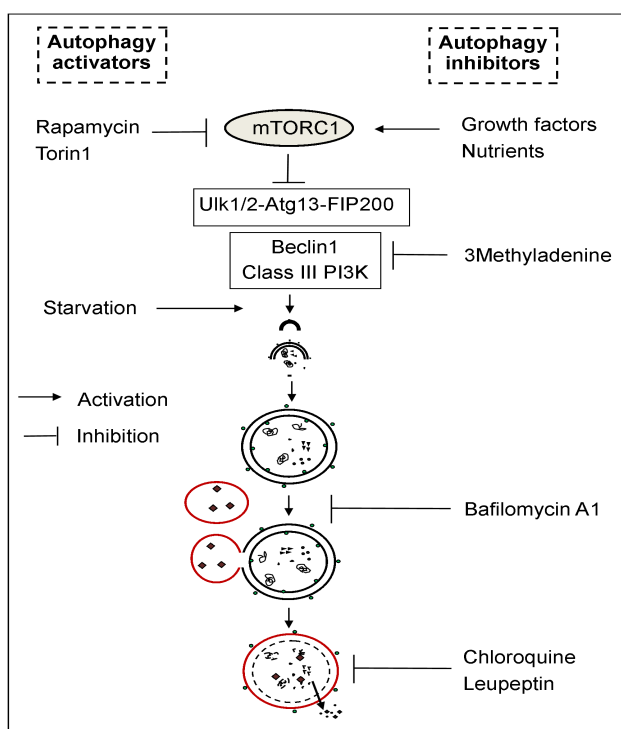 Autophagy
activators
Autophagy
inhibitors
Rapamycin
Torin1
mTORC1
Growth factors
Nutrients
Ulk1/2-Atg13-FIP200
Beclin1
Class III PI3K
3Methyladenine
Starvation
Activation
Inhibition
Bafilomycin A1
Chloroquine
Leupeptin